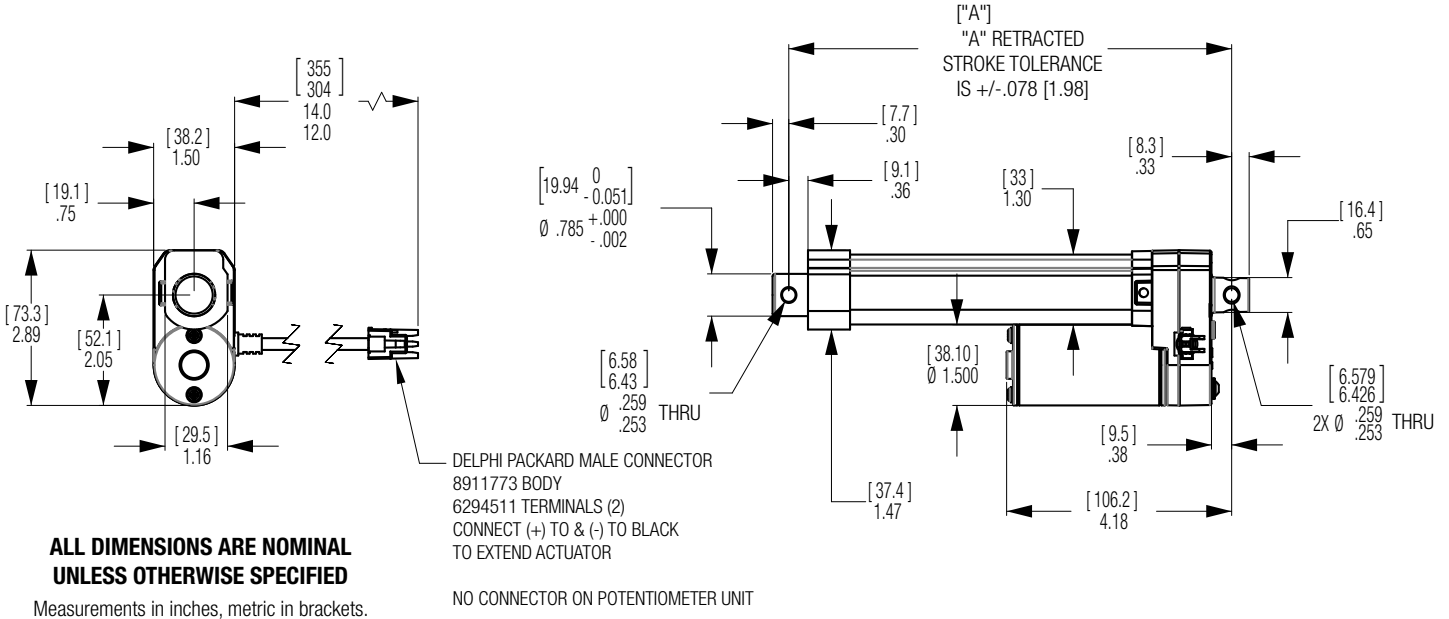 ["A"]
"A" RETRACTED
STROKE TOLERANCE
IS +/-.078 [1.98]
[ 355
304 ]
14.0
12.0
[ 38.2 ]
1.50
[ 19.1 ]
.75
[ 73.3 ]
2.89
[ 52.1 ]
2.05
[ 29.5 ]
1.16
[ 7.7 ]
.30
[ 9.1 ]
.36
[ 19.94 0
- 0.051 ]
Ø .785 +.000
- .002
[ 33 ]
1.30
[ 8.3 ]
.33
[ 16.4 ]
.65
[ 6.58
6.43 ]
Ø .259
.253 THRU
[ 38.10 ]
Ø 1.500
[ 6.579
6.426 ]
2X Ø .259
.253 THRU
[ 9.5 ]
.38
[ 37.4 ]
1.47
[ 106.2 ]
4.18
DELPHI PACKARD MALE CONNECTOR
8911773 BODY
6294511 TERMINALS (2)
CONNECT (+) TO & (-) TO BLACK
TO EXTEND ACTUATOR
NO CONNECTOR ON POTENTIOMETER UNIT
ALL DIMENSIONS ARE NOMINAL
UNLESS OTHERWISE SPECIFIED
Measurements in inches, metric in brackets.